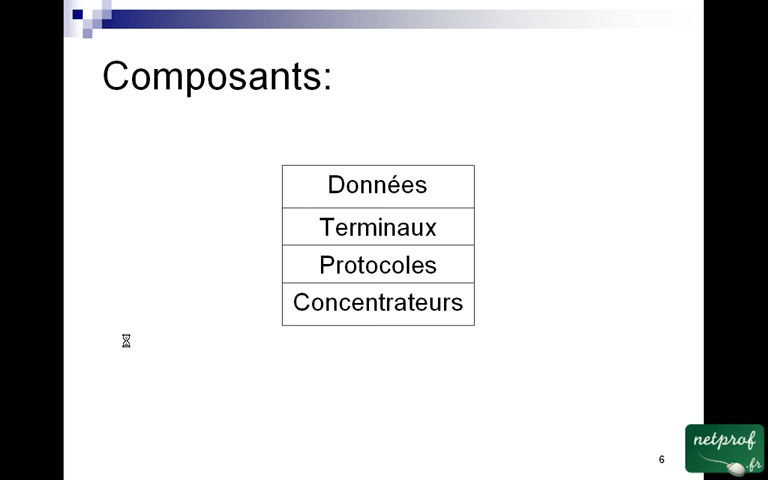 Composants:
Données
Terminaux
Protocoles
Concentrateurs
6
netprof
.fr